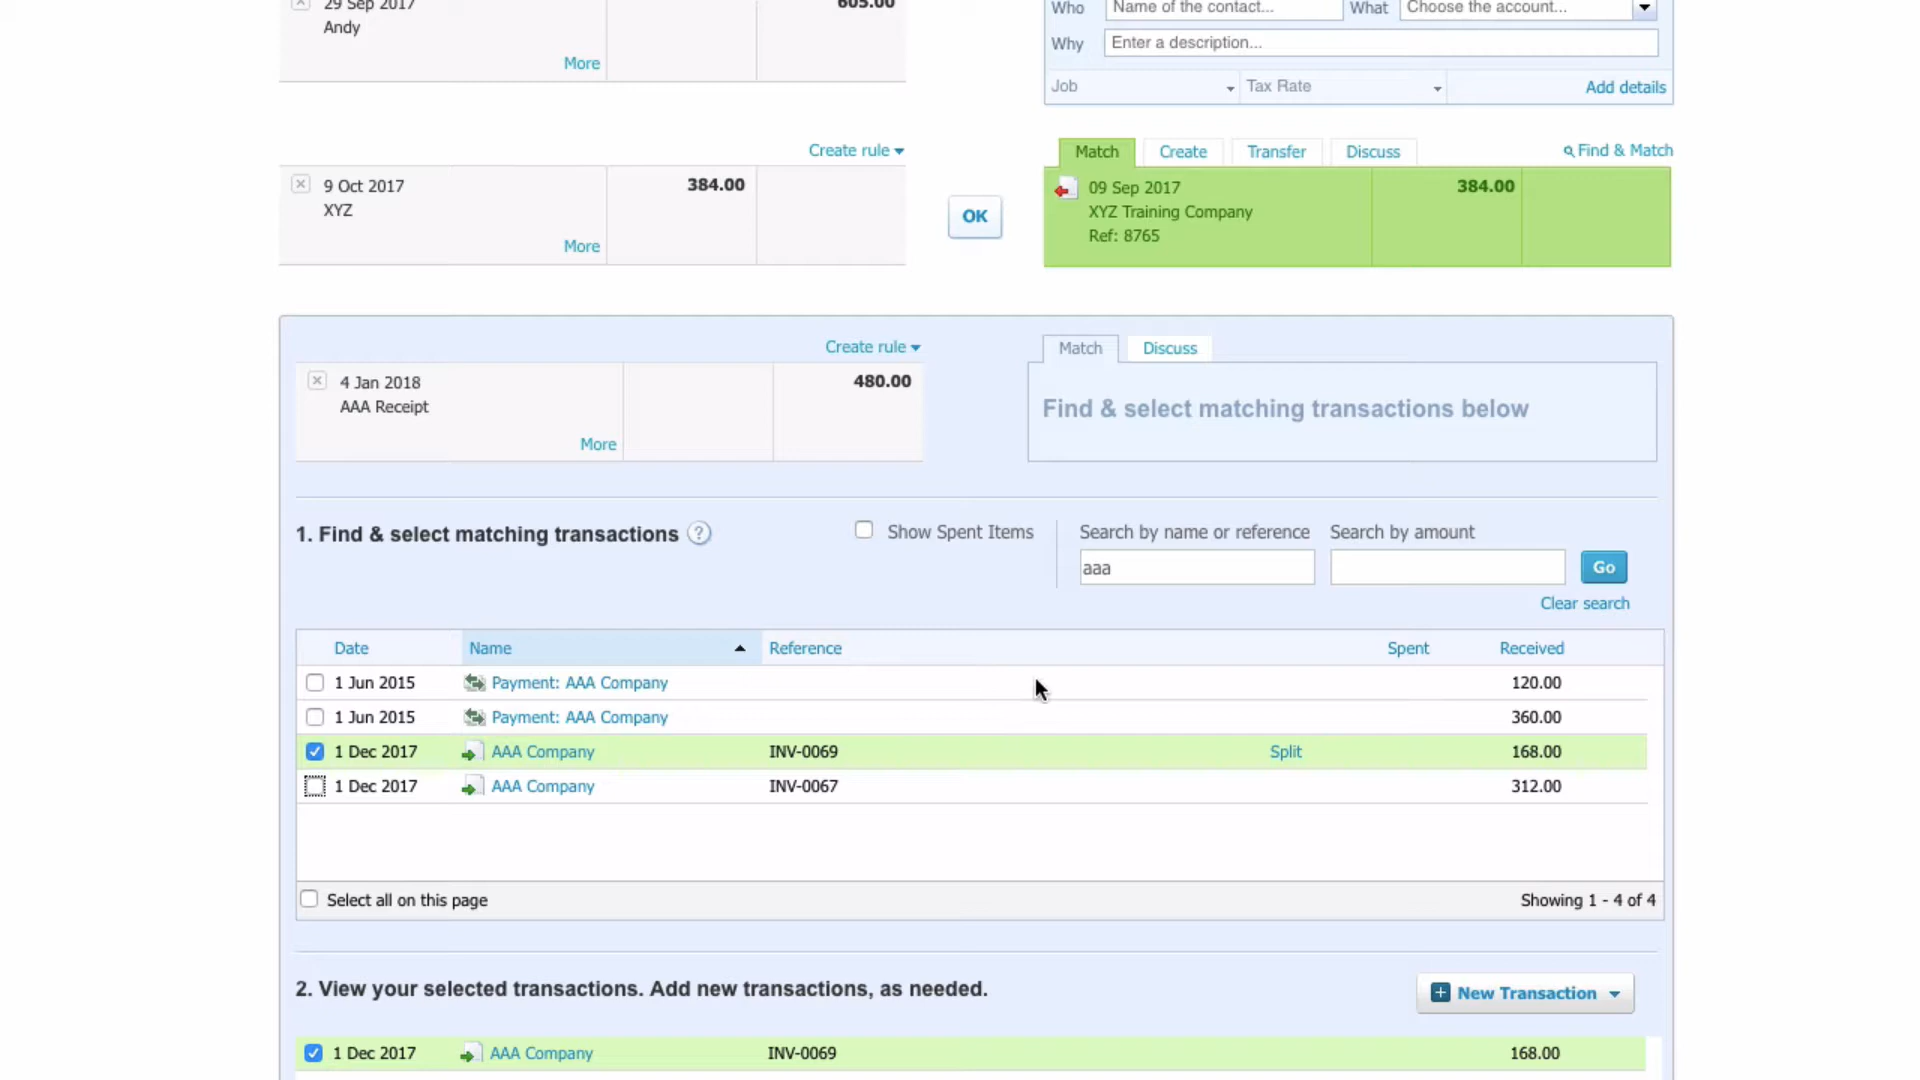 29 Sep 2017
605.00
Andy
More
Who Name of the contact... What Choose the account...
Why Enter a description...
Job Tax Rate Add details
Create rule
9 Oct 2017
384.00
XYZ
More
OK
Match Create Transfer Discuss Find & Match
09 Sep 2017
384.00
XYZ Training Company
Ref: 8765
Create rule
4 Jan 2018
480.00
AAA Receipt
More
Match Discuss
Find & select matching transactions below
1. Find & select matching transactions ?
Show Spent Items
Search by name or reference Search by amount
aaa Go
Clear search
Date Name Reference Spent Received
1 Jun 2015 Payment: AAA Company 120.00
1 Jun 2015 Payment: AAA Company 360.00
1 Dec 2017 AAA Company INV-0069 Split 168.00
1 Dec 2017 AAA Company INV-0067 312.00
Select all on this page Showing 1 - 4 of 4
2. View your selected transactions. Add new transactions, as needed.
New Transaction
1 Dec 2017 AAA Company INV-0069 168.00